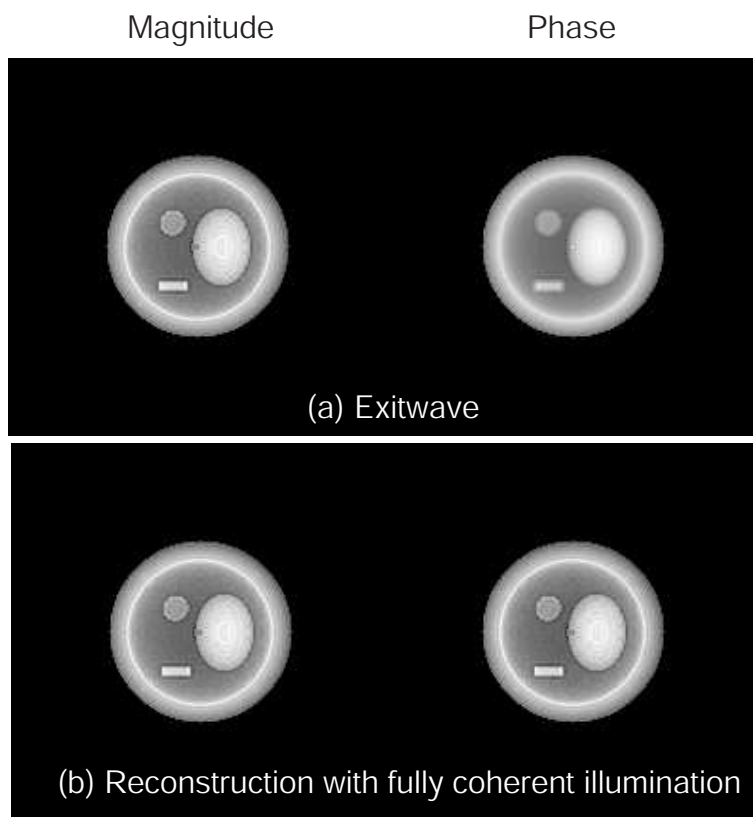 Magnitude Phase
(a) Exitwave
(b) Reconstruction with fully coherent illumination